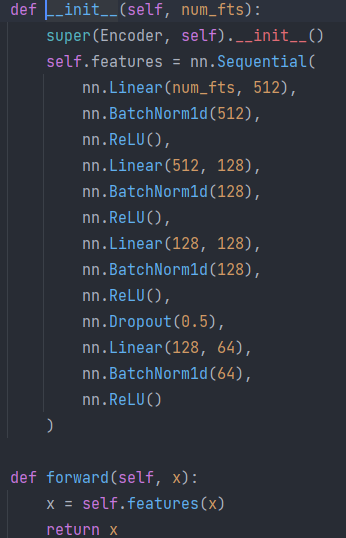 def __init__(self, num_fts):
    super(Encoder, self).__init__()
    self.features = nn.Sequential(
        nn.Linear(num_fts, 512),
        nn.BatchNorm1d(512),
        nn.ReLU(),
        nn.Linear(512, 128),
        nn.BatchNorm1d(128),
        nn.ReLU(),
        nn.Linear(128, 128),
        nn.BatchNorm1d(128),
        nn.ReLU(),
        nn.Dropout(0.5),
        nn.Linear(128, 64),
        nn.BatchNorm1d(64),
        nn.ReLU()
    )
def forward(self, x):
    x = self.features(x)
    return x